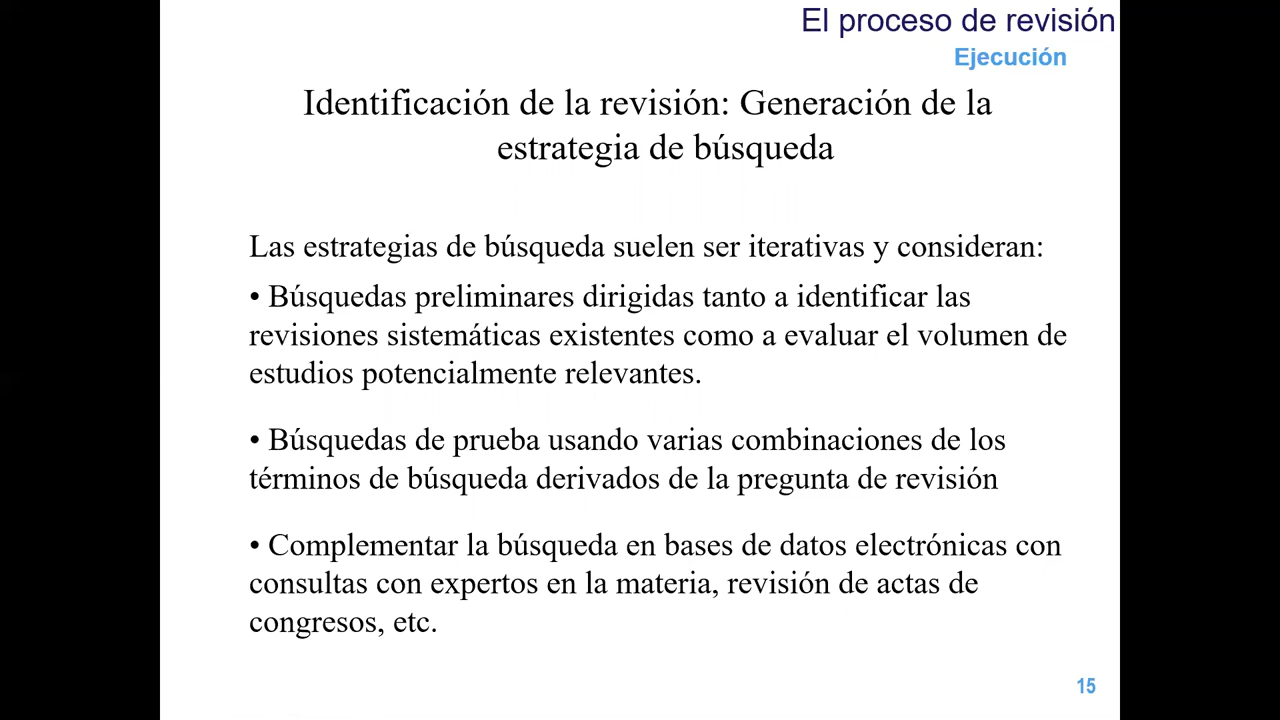 El proceso de revisión
Ejecución
Identificación de la revisión: Generación de la
estrategia de búsqueda
Las estrategias de búsqueda suelen ser iterativas y consideran:
• Búsquedas preliminares dirigidas tanto a identificar las
revisiones sistemáticas existentes como a evaluar el volumen de
estudios potencialmente relevantes.
• Búsquedas de prueba usando varias combinaciones de los
términos de búsqueda derivados de la pregunta de revisión
• Complementar la búsqueda en bases de datos electrónicas con
consultas con expertos en la materia, revisión de actas de
congresos, etc.
15